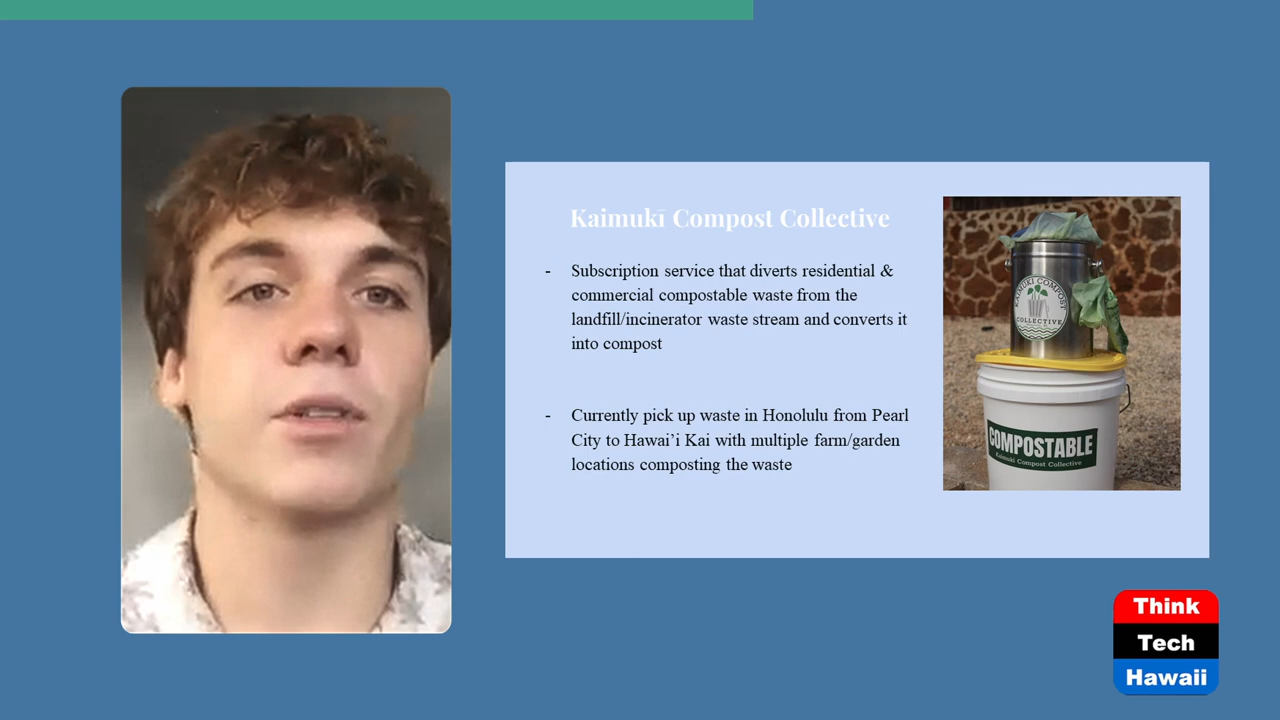 Kaimukī Compost Collective
- Subscription service that diverts residential &
commercial compostable waste from the
landfill/incinerator waste stream and converts it
into compost
- Currently pick up waste in Honolulu from Pearl
City to Hawai’i Kai with multiple farm/garden
locations composting the waste
KAIMUKI COMPOST
COLLECTIVE
COMPOSTABLE
Kaimuki Compost Collective
Think
Tech
Hawaii